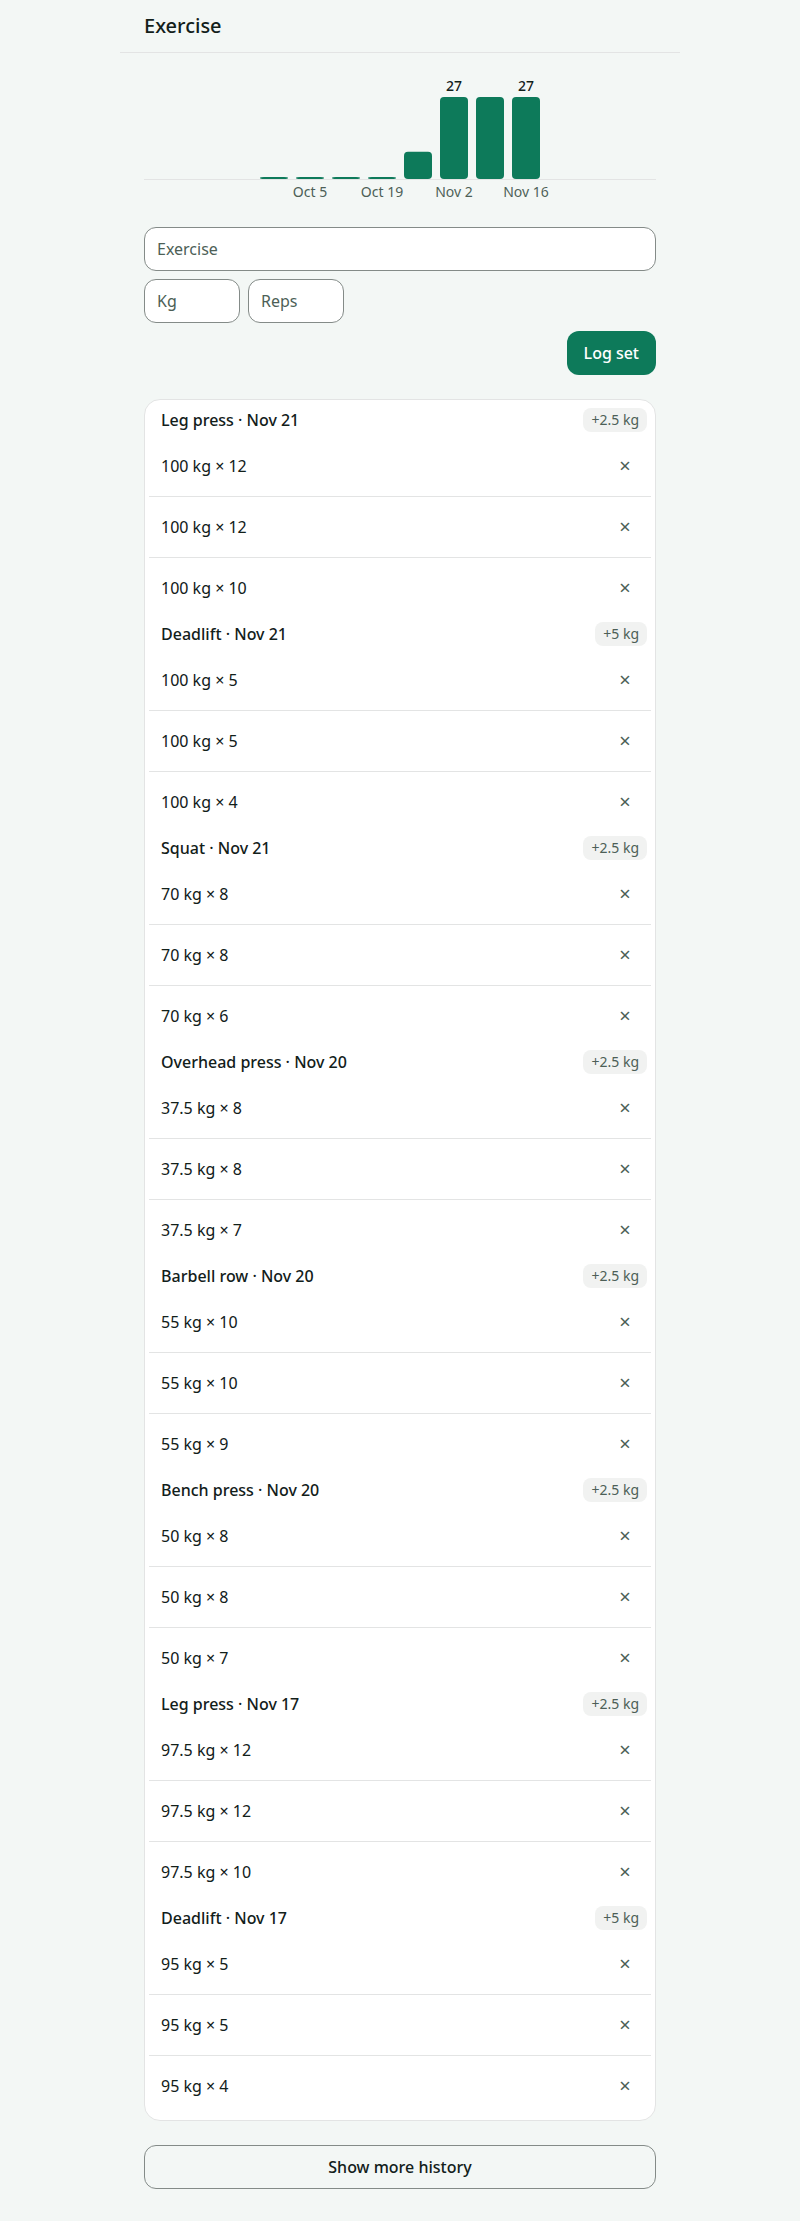 Exercise
27 27
Oct 5 Oct 19 Nov 2 Nov 16
Exercise
Kg Reps
Log set
Leg press · Nov 21 +2.5 kg
100 kg × 12 ×
100 kg × 12 ×
100 kg × 10 ×
Deadlift · Nov 21 +5 kg
100 kg × 5 ×
100 kg × 5 ×
100 kg × 4 ×
Squat · Nov 21 +2.5 kg
70 kg × 8 ×
70 kg × 8 ×
70 kg × 6 ×
Overhead press · Nov 20 +2.5 kg
37.5 kg × 8 ×
37.5 kg × 8 ×
37.5 kg × 7 ×
Barbell row · Nov 20 +2.5 kg
55 kg × 10 ×
55 kg × 10 ×
55 kg × 9 ×
Bench press · Nov 20 +2.5 kg
50 kg × 8 ×
50 kg × 8 ×
50 kg × 7 ×
Leg press · Nov 17 +2.5 kg
97.5 kg × 12 ×
97.5 kg × 12 ×
97.5 kg × 10 ×
Deadlift · Nov 17 +5 kg
95 kg × 5 ×
95 kg × 5 ×
95 kg × 4 ×
Show more history